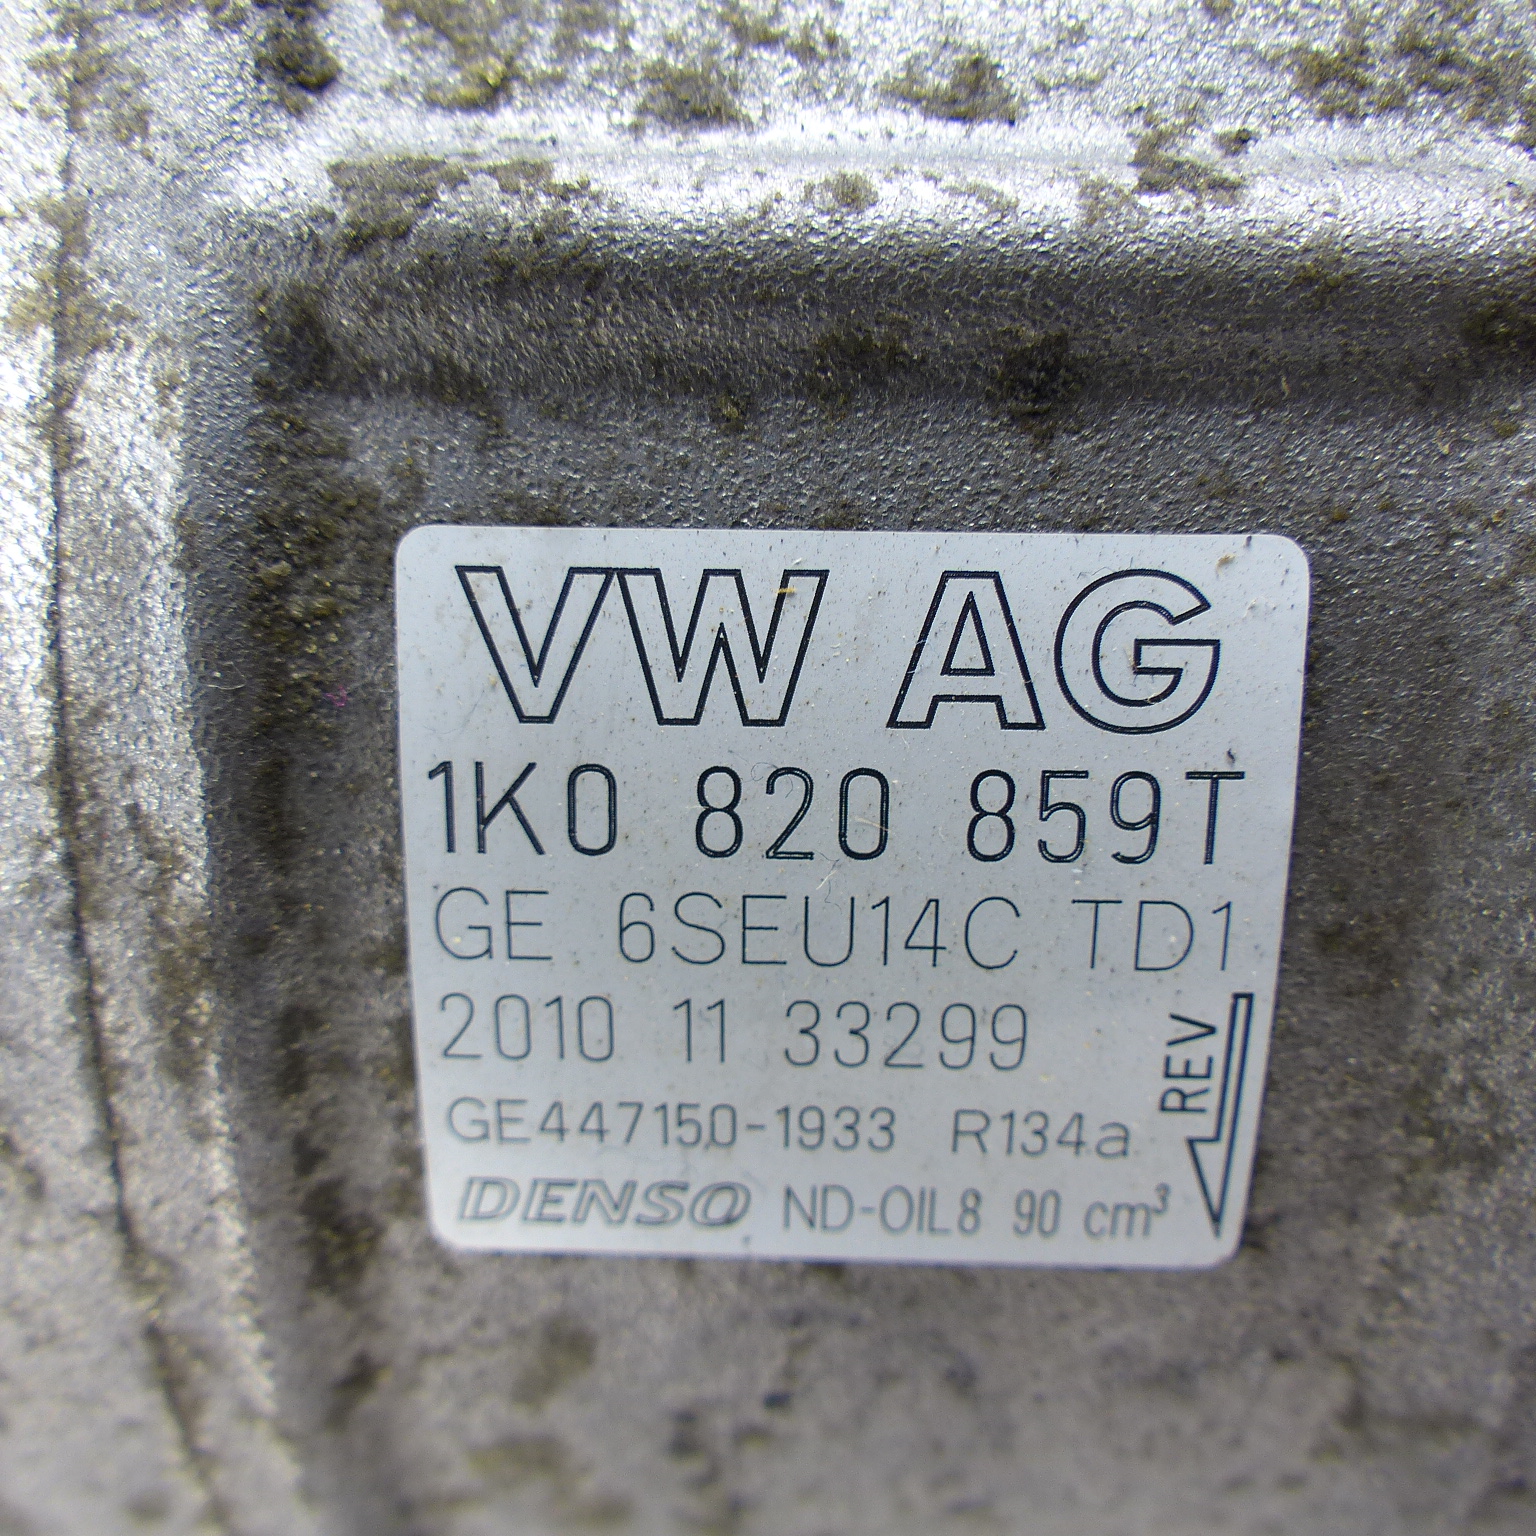 VW AG
1K0 820 859T
GE 6SEU14C TD1
2010 11 33299
REV
GE447150-1933 R134a
DENSO ND-OIL8 90 cm³